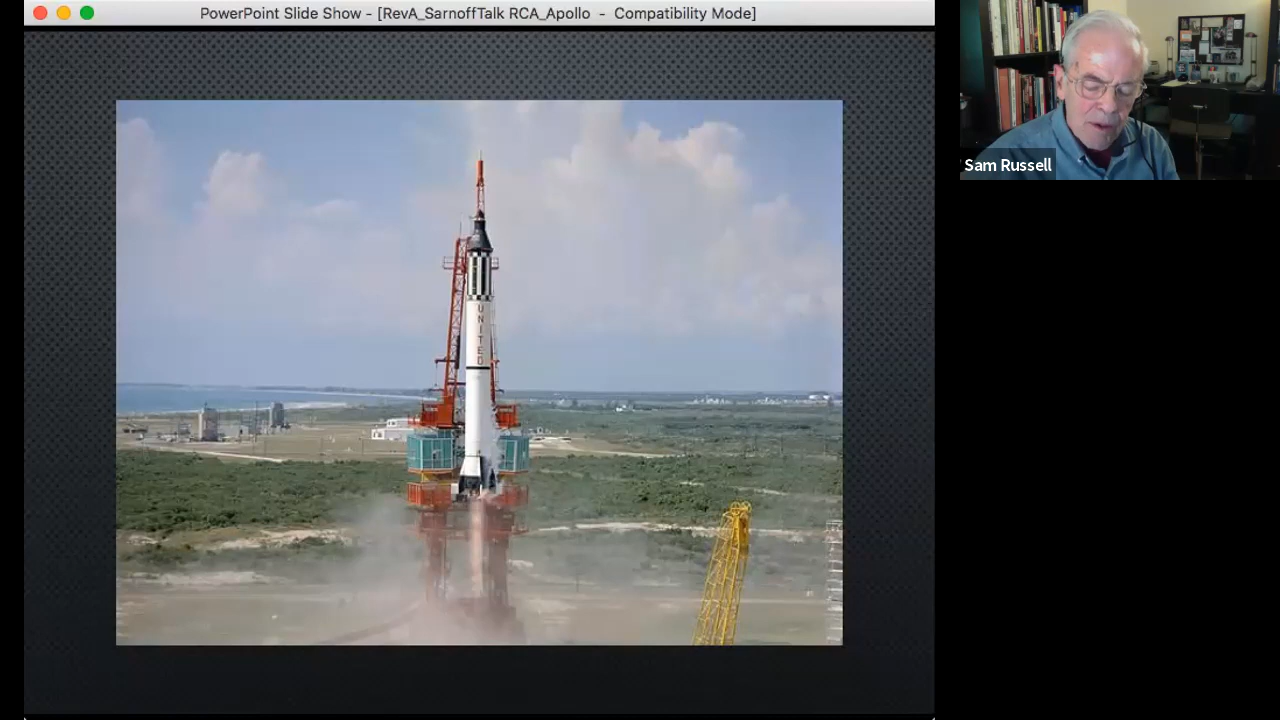 PowerPoint Slide Show - [RevA_SarnoffTalk RCA_Apollo - Compatibility Mode]
Sam Russell
UNITED